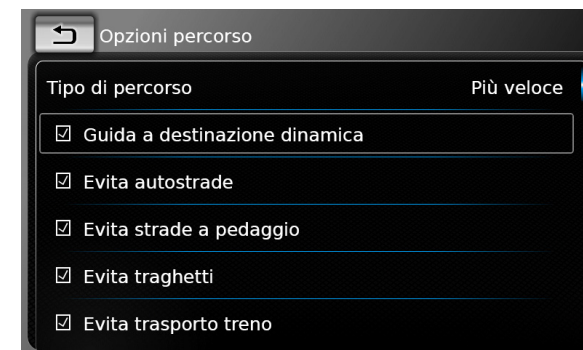 Opzioni percorso
Tipo di percorso Più veloce
Guida a destinazione dinamica
Evita autostrade
Evita strade a pedaggio
Evita traghetti
Evita trasporto treno